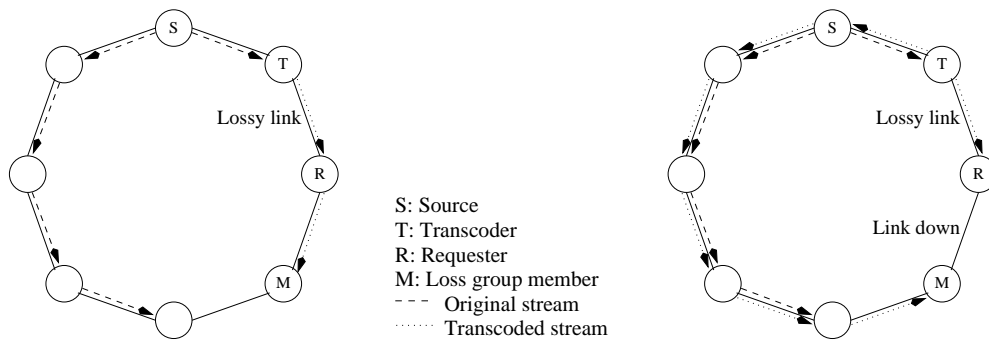 S
T
Lossy link
R
M
S: Source
T: Transcoder
R: Requester
M: Loss group member
Original stream
Transcoded stream
S
T
Lossy link
R
Link down
M